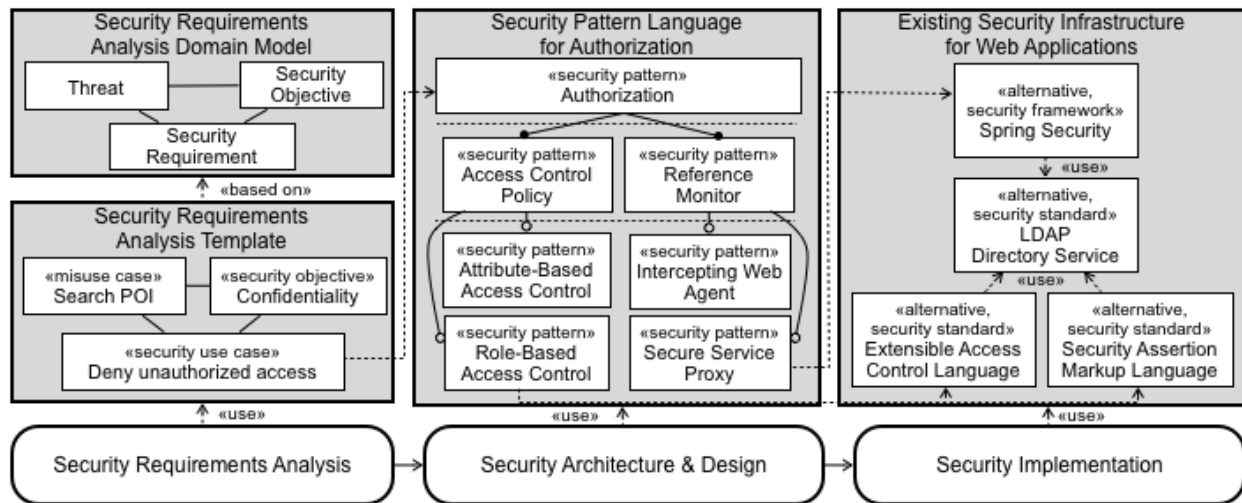 Security Requirements
Analysis Domain Model
Threat
Security
Objective
Security
Requirement
«based on»
Security Requirements
Analysis Template
«misuse case»
Search POI
«security objective»
Confidentiality
«security use case»
Deny unauthorized access
«use»
Security Requirements Analysis
Security Pattern Language
for Authorization
«security pattern»
Authorization
«security pattern»
Access Control
Policy
«security pattern»
Reference
Monitor
«security pattern»
Attribute-Based
Access Control
«security pattern»
Intercepting Web
Agent
«security pattern»
Role-Based
Access Control
«security pattern»
Secure Service
Proxy
«use»
Security Architecture & Design
Existing Security Infrastructure
for Web Applications
«alternative,
security framework»
Spring Security
«use»
«alternative,
security standard»
LDAP
Directory Service
«use»
«alternative,
security standard»
Extensible Access
Control Language
«alternative,
security standard»
Security Assertion
Markup Language
«use»
Security Implementation